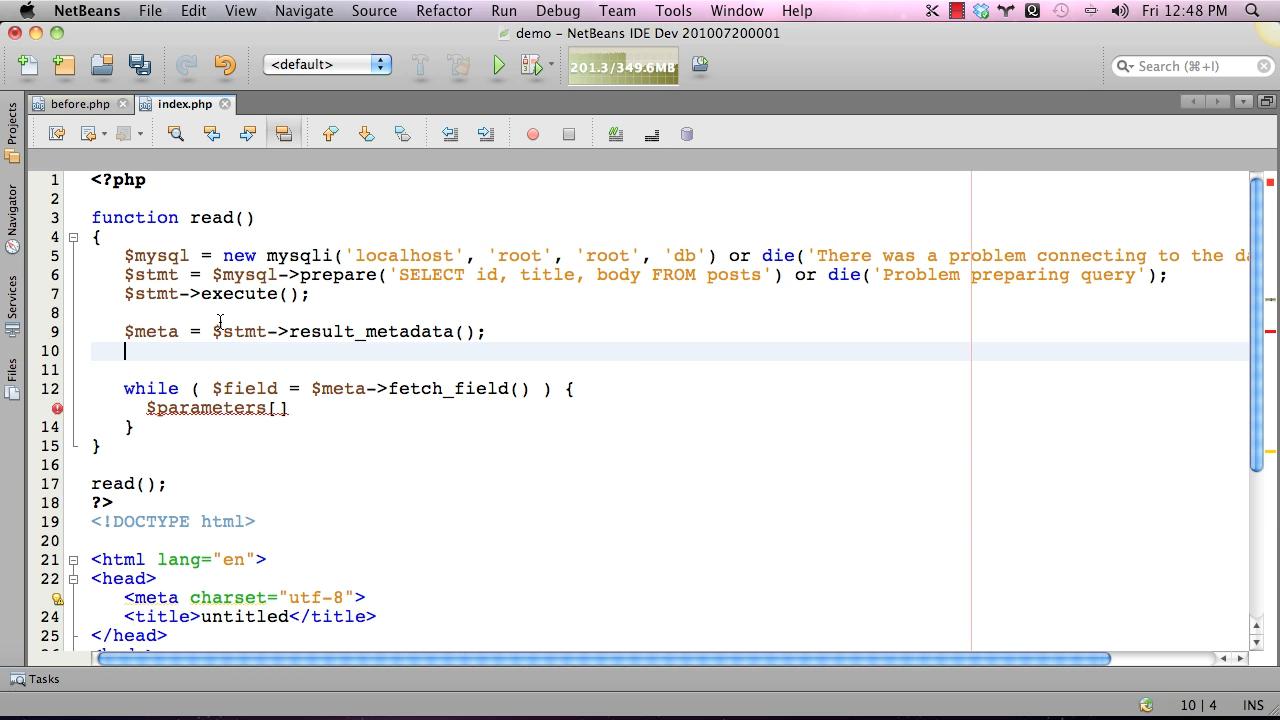 NetBeans File Edit View Navigate Source Refactor Run Debug Team Tools Window Help Fri 12:48 PM
demo - NetBeans IDE Dev 201007200001
<default> 201.3/349.6MB Search (⌘+I)
before.php index.php
Projects
Navigator
Services
Files
1 <?php
2
3 function read()
4 {
5 $mysql = new mysqli('localhost', 'root', 'root', 'db') or die('There was a problem connecting to the da
6 $stmt = $mysql->prepare('SELECT id, title, body FROM posts') or die('Problem preparing query');
7 $stmt->execute();
8
9 $meta = $stmt->result_metadata();
10
11
12 while ( $field = $meta->fetch_field() ) {
$parameters[]
14 }
15 }
16
17 read();
18 ?>
19 <!DOCTYPE html>
20
21 <html lang="en">
22 <head>
<meta charset="utf-8">
24 <title>untitled</title>
25 </head>
Tasks
10 | 4 INS